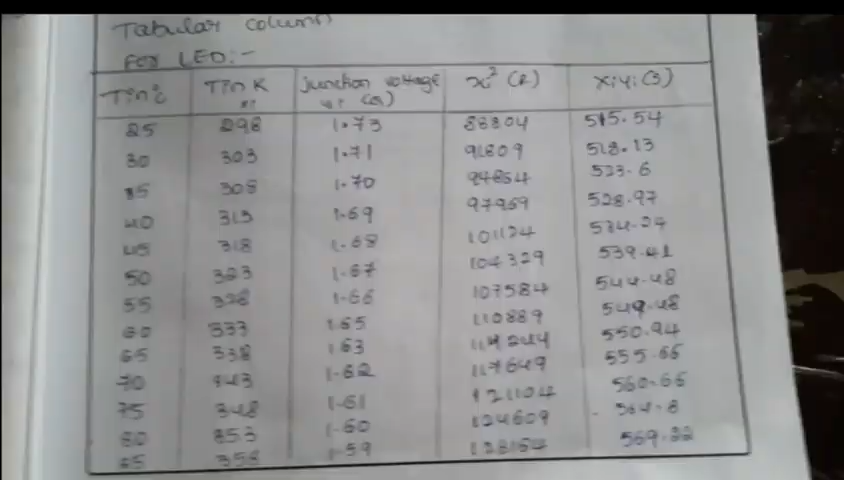 Tabular column
For LED:-
Tin℃ Tin K xi junction voltage yi (a) x² (2) xiyi (3)
25 298 1.73 88804 515.54
30 303 1.71 91809 518.13
35 308 1.70 94864 523.6
40 313 1.69 97969 528.97
45 318 1.68 101124 534.24
50 323 1.67 104329 539.41
55 328 1.66 107584 544.48
60 333 1.65 110889 549.48
65 338 1.63 114244 550.94
70 343 1.62 117649 555.66
75 348 1.61 121104 560.66
80 353 1.60 124609 564.8
85 358 1.59 128164 569.22